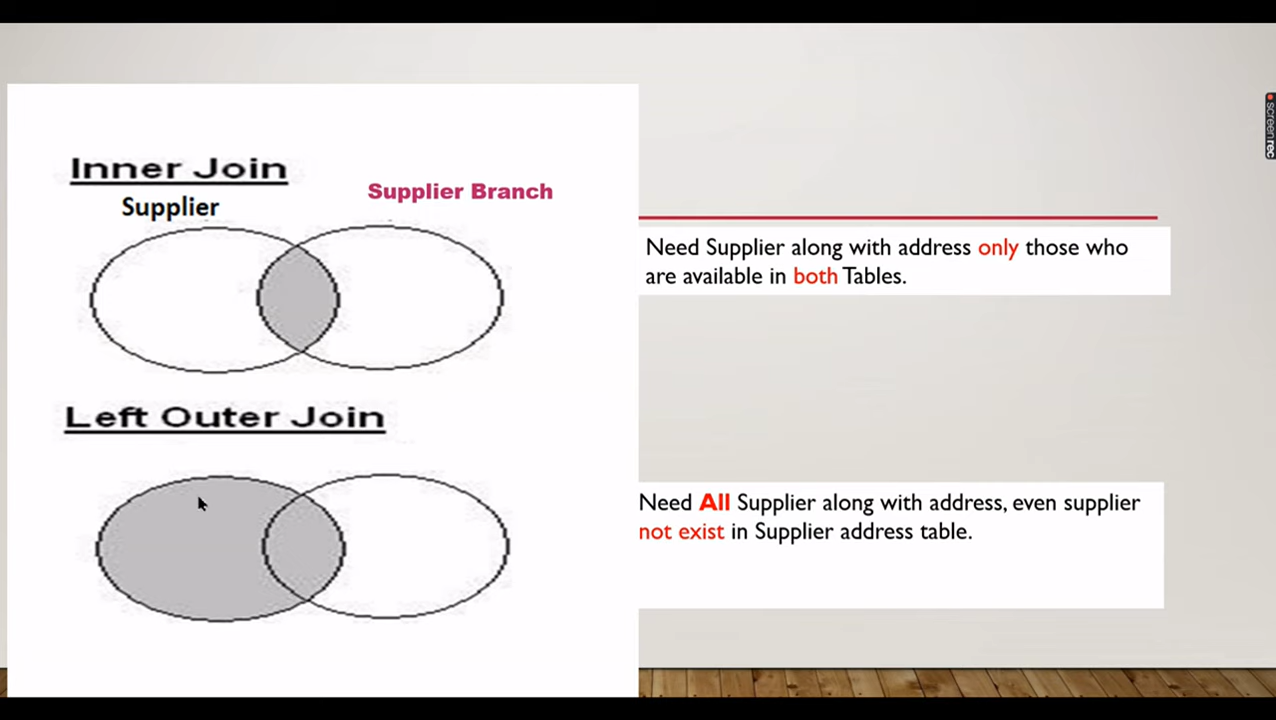 Inner Join
Supplier
Supplier Branch
Need Supplier along with address only those who
are available in both Tables.
Left Outer Join
Need All Supplier along with address, even supplier
not exist in Supplier address table.
screenrec